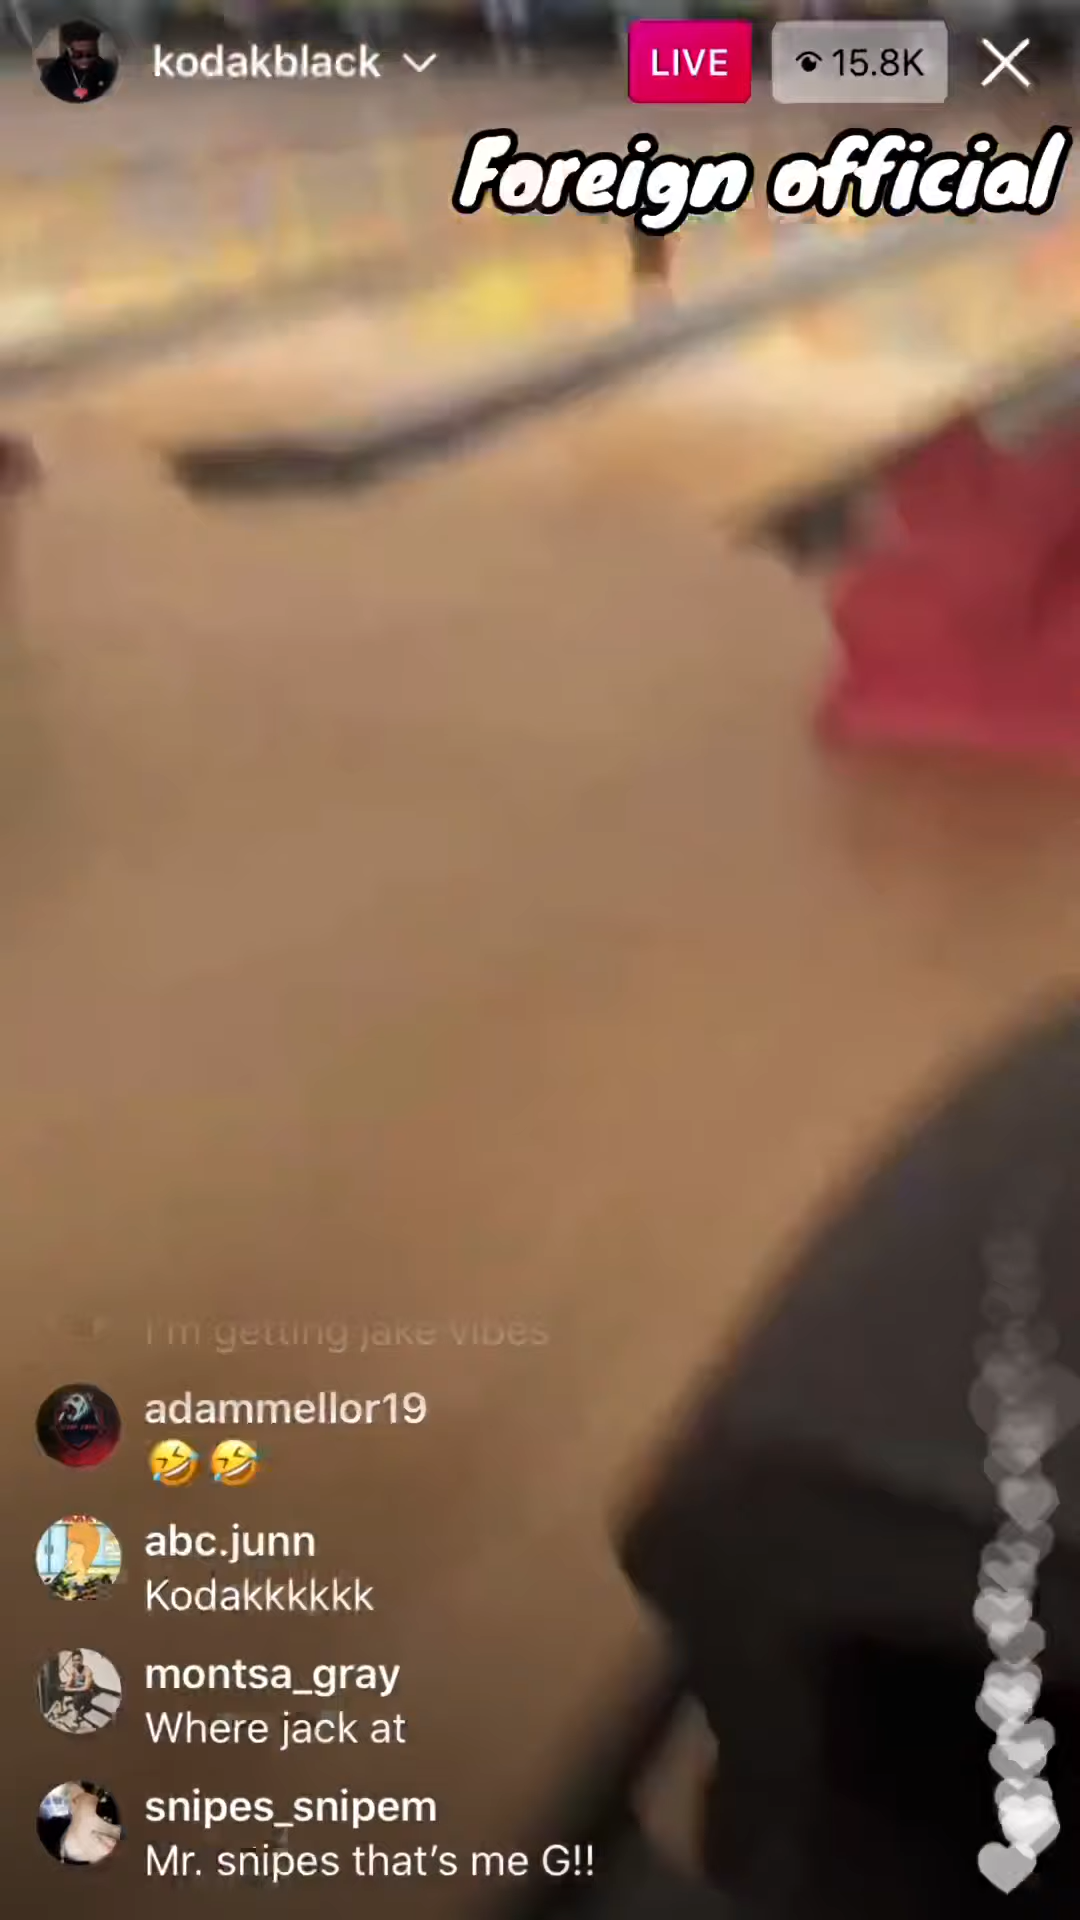 kodakblack
LIVE
15.8K
Foreign official
I'm getting jake vibes
adammellor19
🤣🤣
abc.junn
Kodakkkkkk
montsa_gray
Where jack at
snipes_snipem
Mr. snipes that’s me G!!